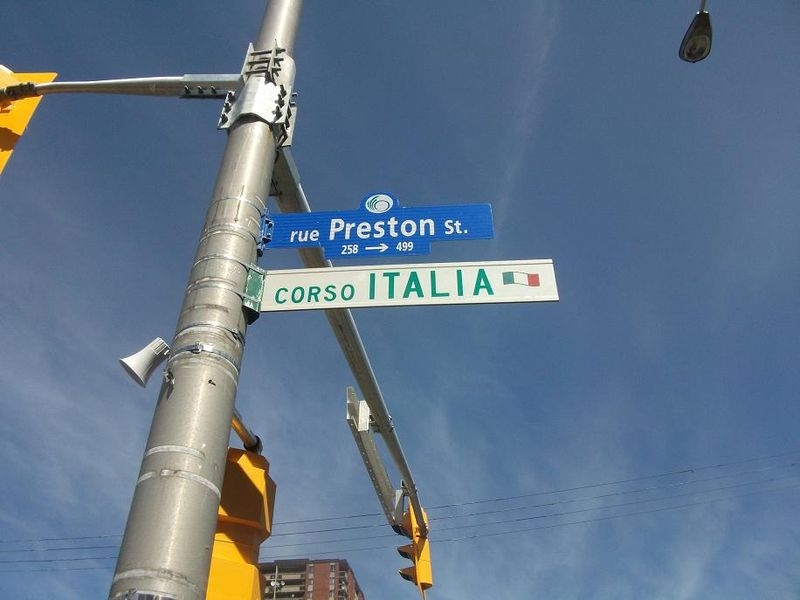 rue Preston St.
258 → 499
CORSO ITALIA